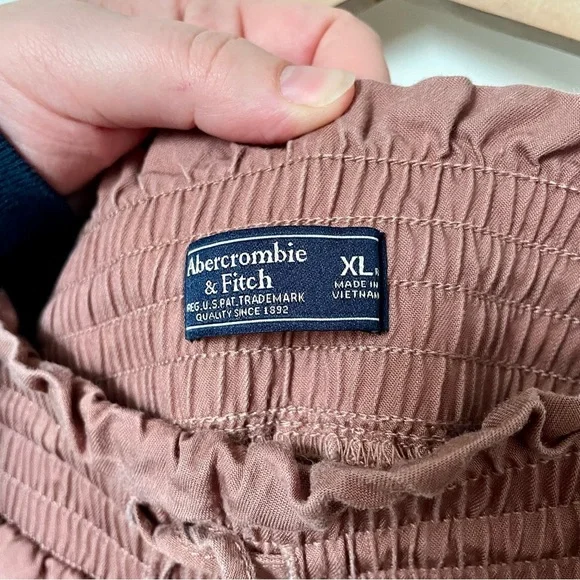 Abercrombie
& Fitch
REG.U.S.PAT.TRADEMARK
QUALITY SINCE 1892
XL
MADE IN
VIETNAM